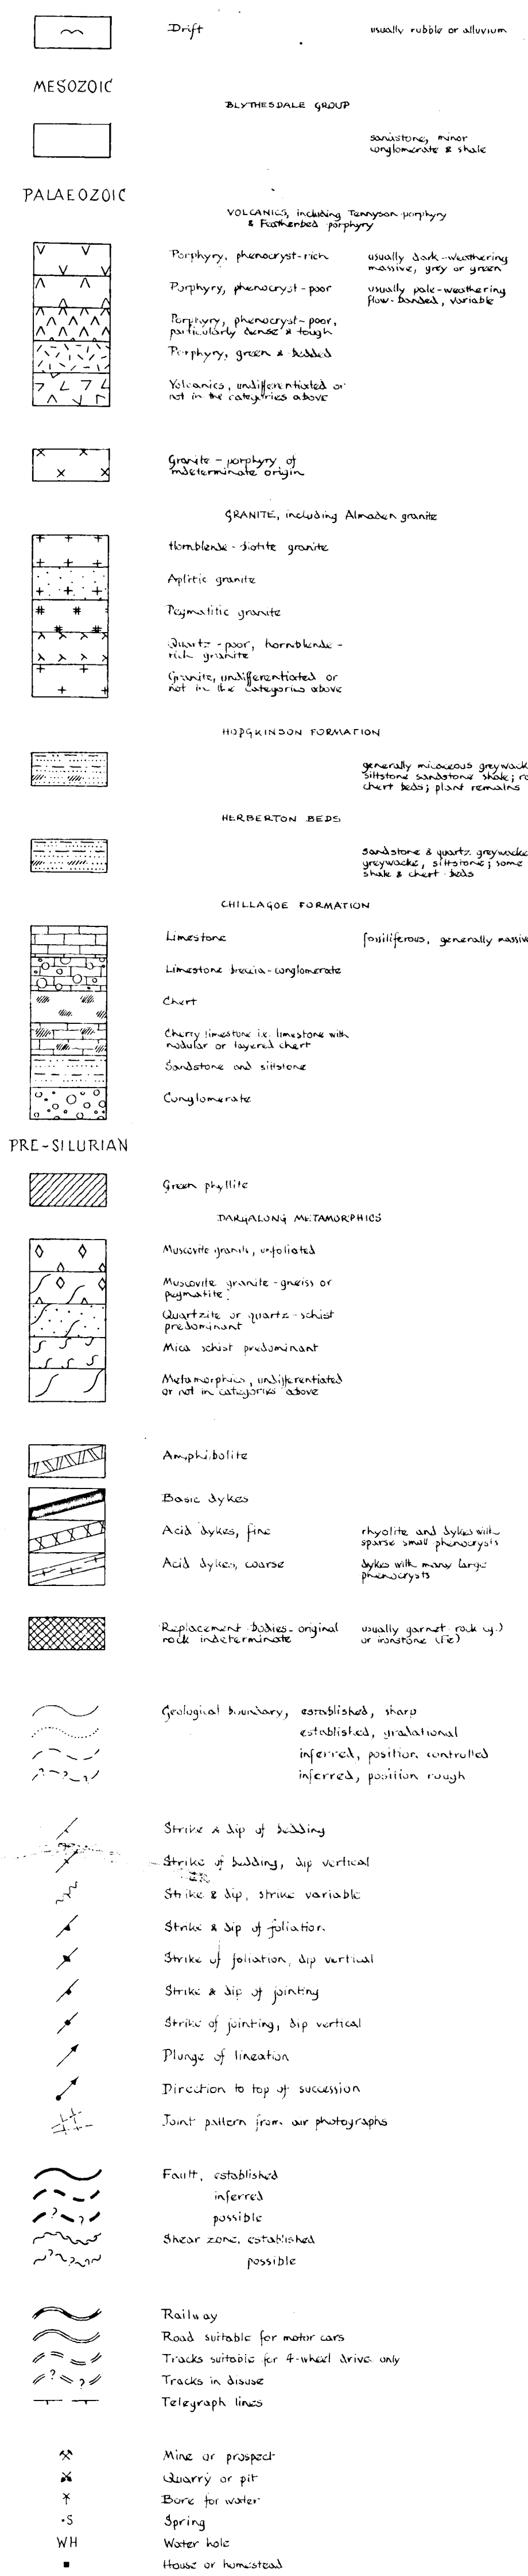 Drift usually rubble or alluvium
MESOZOIC
BLYTHESDALE GROUP
sandstone, minor
conglomerate & shale
PALAEOZOIC
VOLCANICS, including Tennyson porphyry
& Featherbed porphyry
Porphyry, phenocryst-rich usually dark-weathering
massive, grey or green
Porphyry, phenocryst-poor usually pale-weathering
flow-banded, variable
Porphyry, phenocryst-poor,
particularly dense & tough
Porphyry, green & bedded
Volcanics, undifferentiated or
not in the categories above
Granite-porphyry of
indeterminate origin
GRANITE, including Almaden granite
Hornblende-biotite granite
Aplitic granite
Pegmatitic granite
Quartz-poor, hornblende-
rich granite
Granite, undifferentiated or
not in the categories above
HODGKINSON FORMATION
generally micaceous greywack
siltstone sandstone shale; ra
chert beds; plant remains
HERBERTON BEDS
sandstone & quartz greywacke
greywacke, siltstone; some
shale & chert beds
CHILLAGOE FORMATION
Limestone fossiliferous, generally massive
Limestone breccia-conglomerate
Chert
Cherty limestone i.e. limestone with
nodular or layered chert
Sandstone and siltstone
Conglomerate
PRE-SILURIAN
Green phyllite
DARGALONG METAMORPHICS
Muscovite granite, unfoliated
Muscovite granite-gneiss or
pegmatite
Quartzite or quartz-schist
predominant
Mica schist predominant
Metamorphics, undifferentiated
or not in categories above
Amphibolite
Basic dykes
Acid dykes, fine rhyolite and dykes with
sparse small phenocrysts
Acid dykes, coarse dykes with many large
phenocrysts
Replacement bodies-original usually garnet rock (g.)
rock indeterminate or ironstone (Fe)
Geological boundary, established, sharp
established, gradational
inferred, position controlled
? ? inferred, position rough
Strike & dip of bedding
Strike of bedding, dip vertical
Strike & dip, strike variable
Strike & dip of foliation
Strike of foliation, dip vertical
Strike & dip of jointing
Strike of jointing, dip vertical
Plunge of lineation
Direction to top of succession
Joint pattern from air photographs
Fault, established
inferred
? ? possible
Shear zone, established
? ? possible
Railway
Road suitable for motor cars
Tracks suitable for 4-wheel drive only
? ? Tracks in disuse
Telegraph lines
Mine or prospect
Quarry or pit
Bore for water
S Spring
WH Water hole
House or homestead